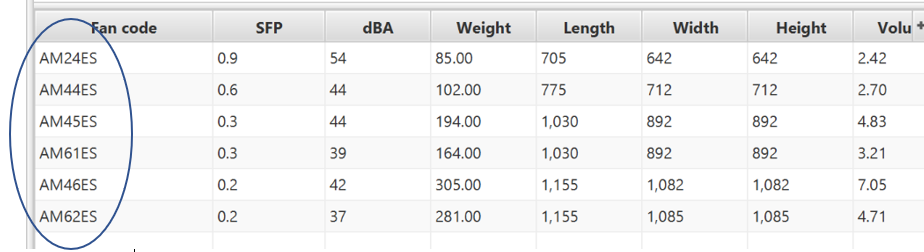 Fan code SFP dBA Weight Length Width Height Volu +
AM24ES 0.9 54 85.00 705 642 642 2.42
AM44ES 0.6 44 102.00 775 712 712 2.70
AM45ES 0.3 44 194.00 1,030 892 892 4.83
AM61ES 0.3 39 164.00 1,030 892 892 3.21
AM46ES 0.2 42 305.00 1,155 1,082 1,082 7.05
AM62ES 0.2 37 281.00 1,155 1,085 1,085 4.71